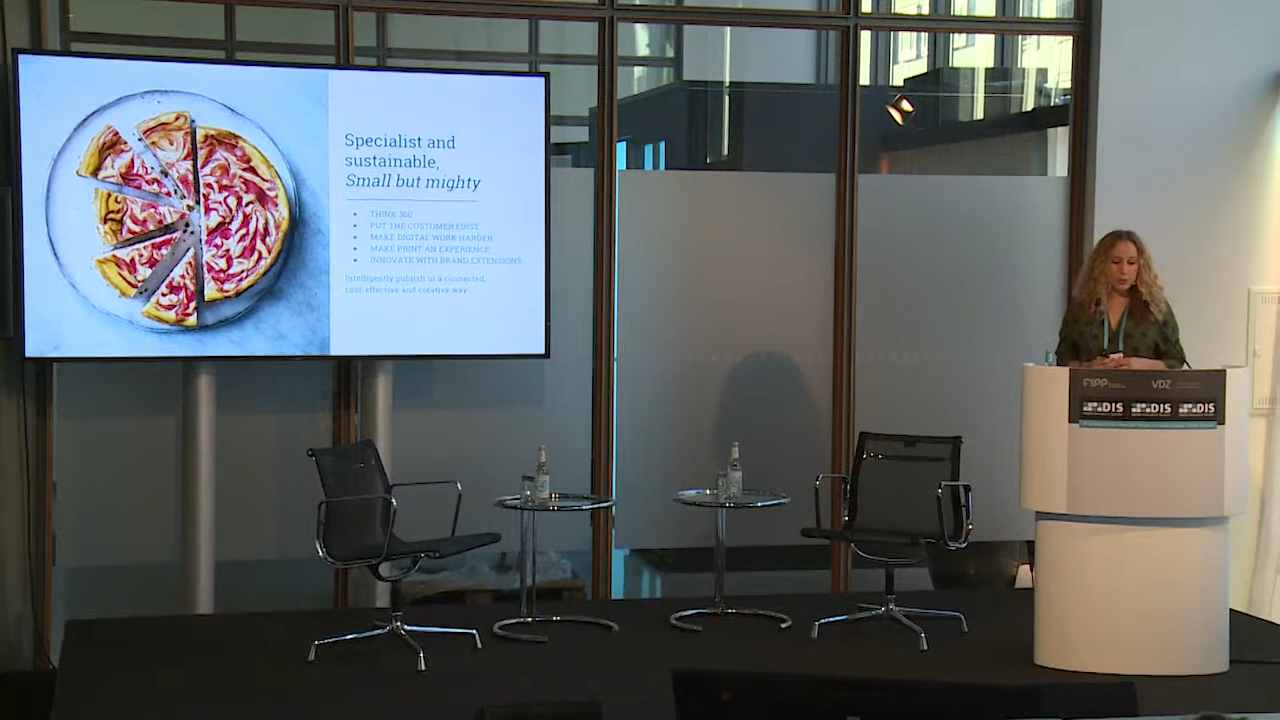 Specialist and
sustainable,
Small but mighty
• THINK 360
• PUT THE CUSTOMER FIRST
• MAKE DIGITAL WORK HARDER
• MAKE PRINT AN EXPERIENCE
• INNOVATE WITH BRAND EXTENSIONS
Intelligently publish in a connected,
cost-effective and creative way.
FIPP VDZ
DIS DIS DIS